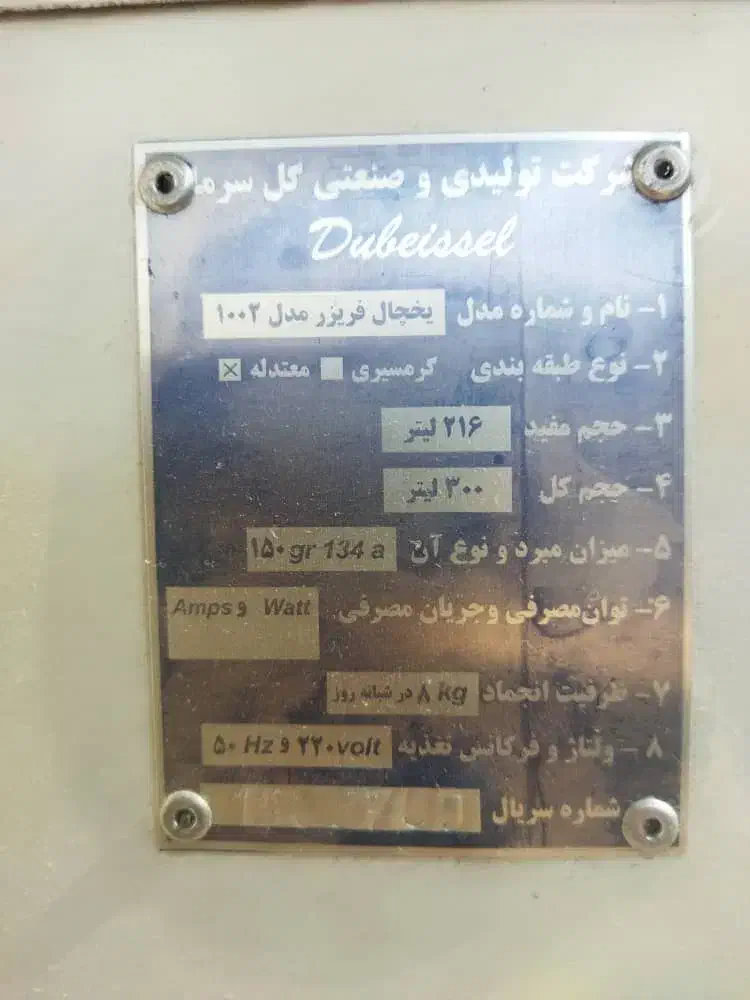 شرکت تولیدی و صنعتی گل سرما
Dubeissel
۱- نام و شماره مدل یخچال فریزر مدل ۱۰۰۲
۲- نوع طبقه بندی گرمسیری معتدله
۳- حجم مفید ۲۱۶ لیتر
۴- حجم کل ۳۰۰ لیتر
۵- میزان مبرد و نوع آن ۱۵۰ gr 134 a
۶- توان مصرفی وجریان مصرفی Watt و Amps
۷- ظرفیت انجماد ۸ kg در شبانه روز
۸- ولتاژ و فرکانس تغذیه ۲۲۰ volt و ۵۰ Hz
شماره سریال